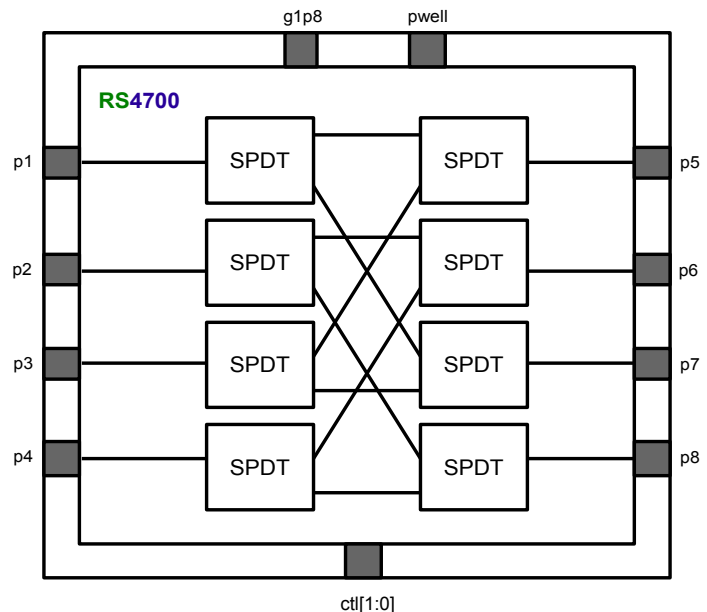 g1p8 pwell
RS4700
p1 SPDT SPDT p5
p2 SPDT SPDT p6
p3 SPDT SPDT p7
p4 SPDT SPDT p8
ctl[1:0]